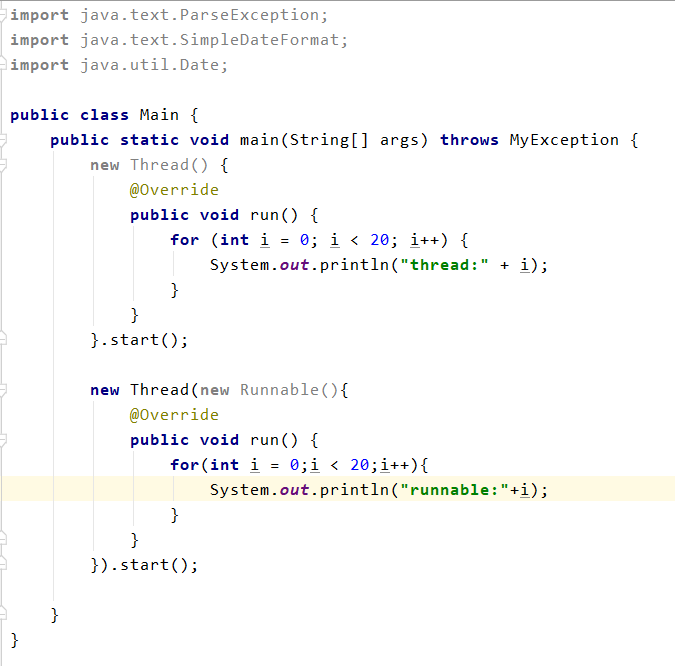 import java.text.ParseException;
import java.text.SimpleDateFormat;
import java.util.Date;

public class Main {
    public static void main(String[] args) throws MyException {
        new Thread() {
            @Override
            public void run() {
                for (int i = 0; i < 20; i++) {
                    System.out.println("thread:" + i);
                }
            }
        }.start();

        new Thread(new Runnable(){
            @Override
            public void run() {
                for(int i = 0;i < 20;i++){
                    System.out.println("runnable:"+i);
                }
            }
        }).start();

    }
}